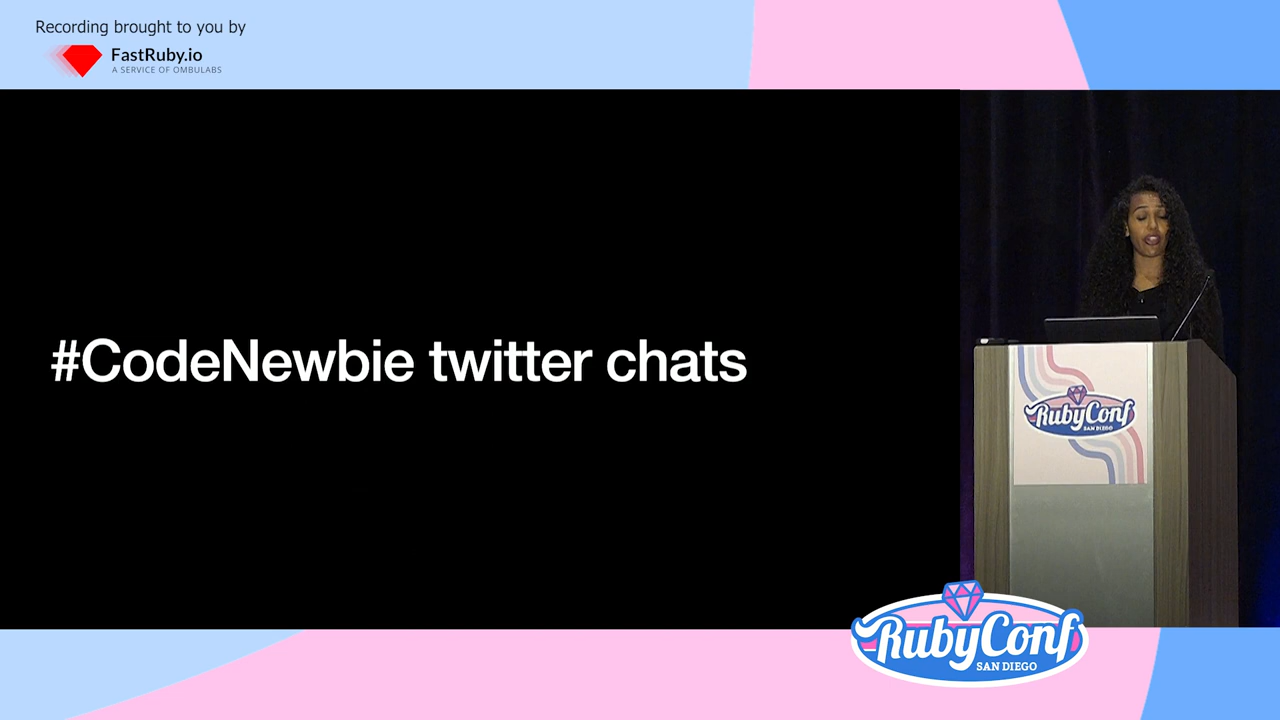 Recording brought to you by
FastRuby.io
A SERVICE OF OMBULABS
#CodeNewbie twitter chats
RubyConf
SAN DIEGO
RubyConf
SAN DIEGO